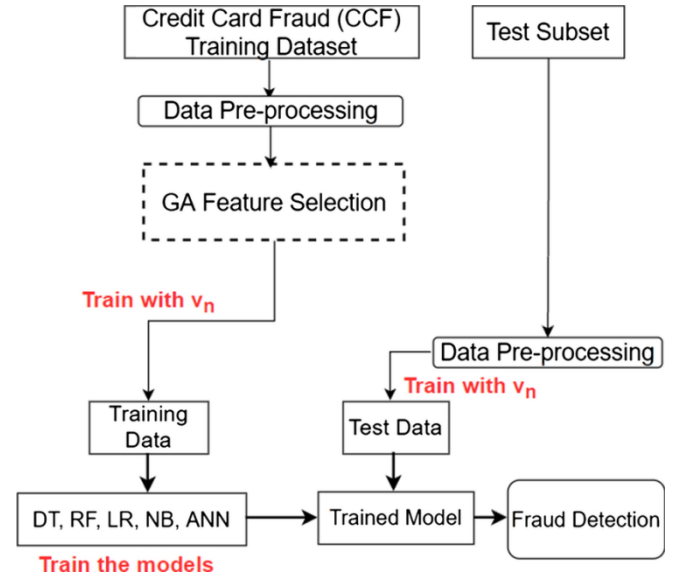 Credit Card Fraud (CCF)
Training Dataset
Test Subset
Data Pre-processing
GA Feature Selection
Train with vn
Data Pre-processing
Train with vn
Training
Data
Test Data
DT, RF, LR, NB, ANN
Trained Model
Fraud Detection
Train the models